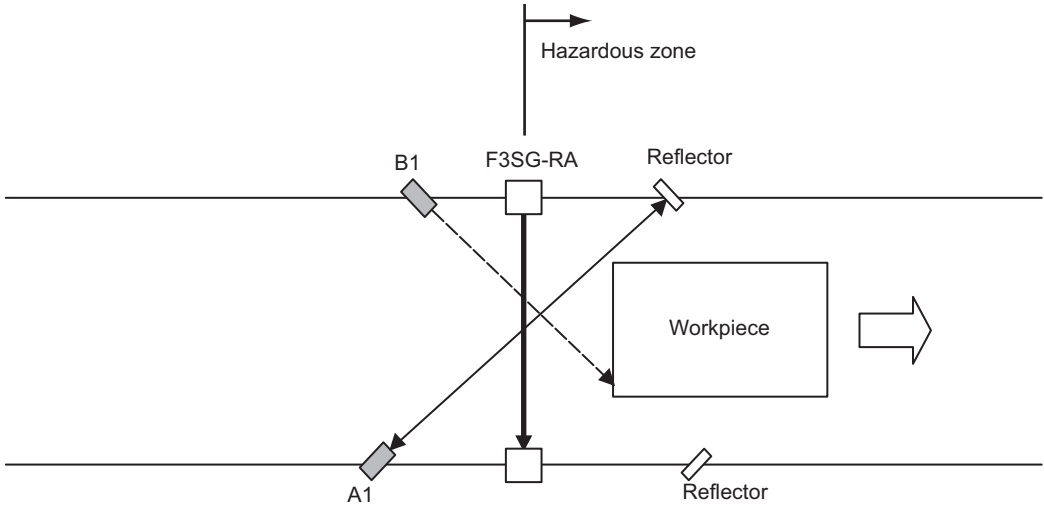 Hazardous zone
B1
F3SG-RA
Reflector
Workpiece
A1
Reflector